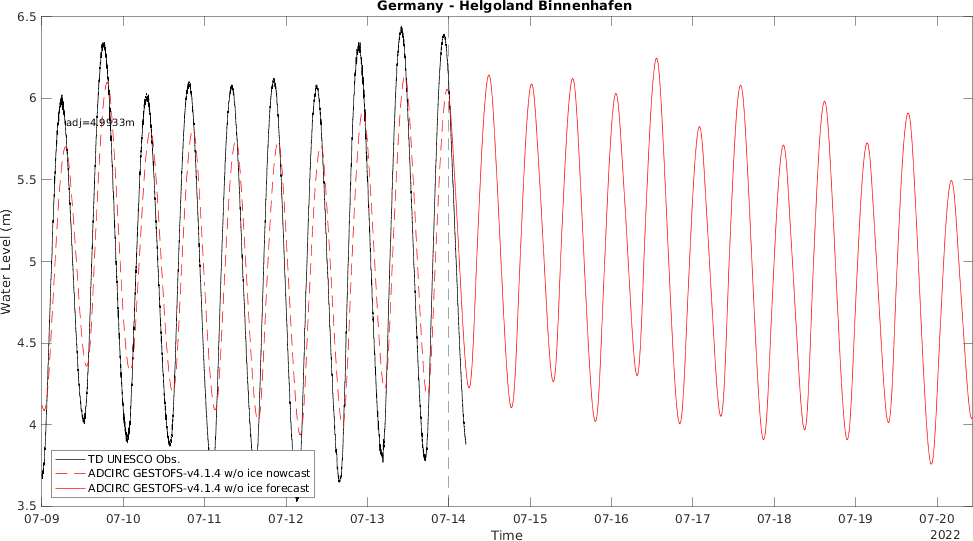 Germany - Helgoland Binnenhafen
6.5
6
5.5
5
4.5
4
3.5
Water Level (m)
adj=4.9933m
TD UNESCO Obs.
ADCIRC GESTOFS-v4.1.4 w/o ice nowcast
ADCIRC GESTOFS-v4.1.4 w/o ice forecast
07-09 07-10 07-11 07-12 07-13 07-14 07-15 07-16 07-17 07-18 07-19 07-20
Time
2022